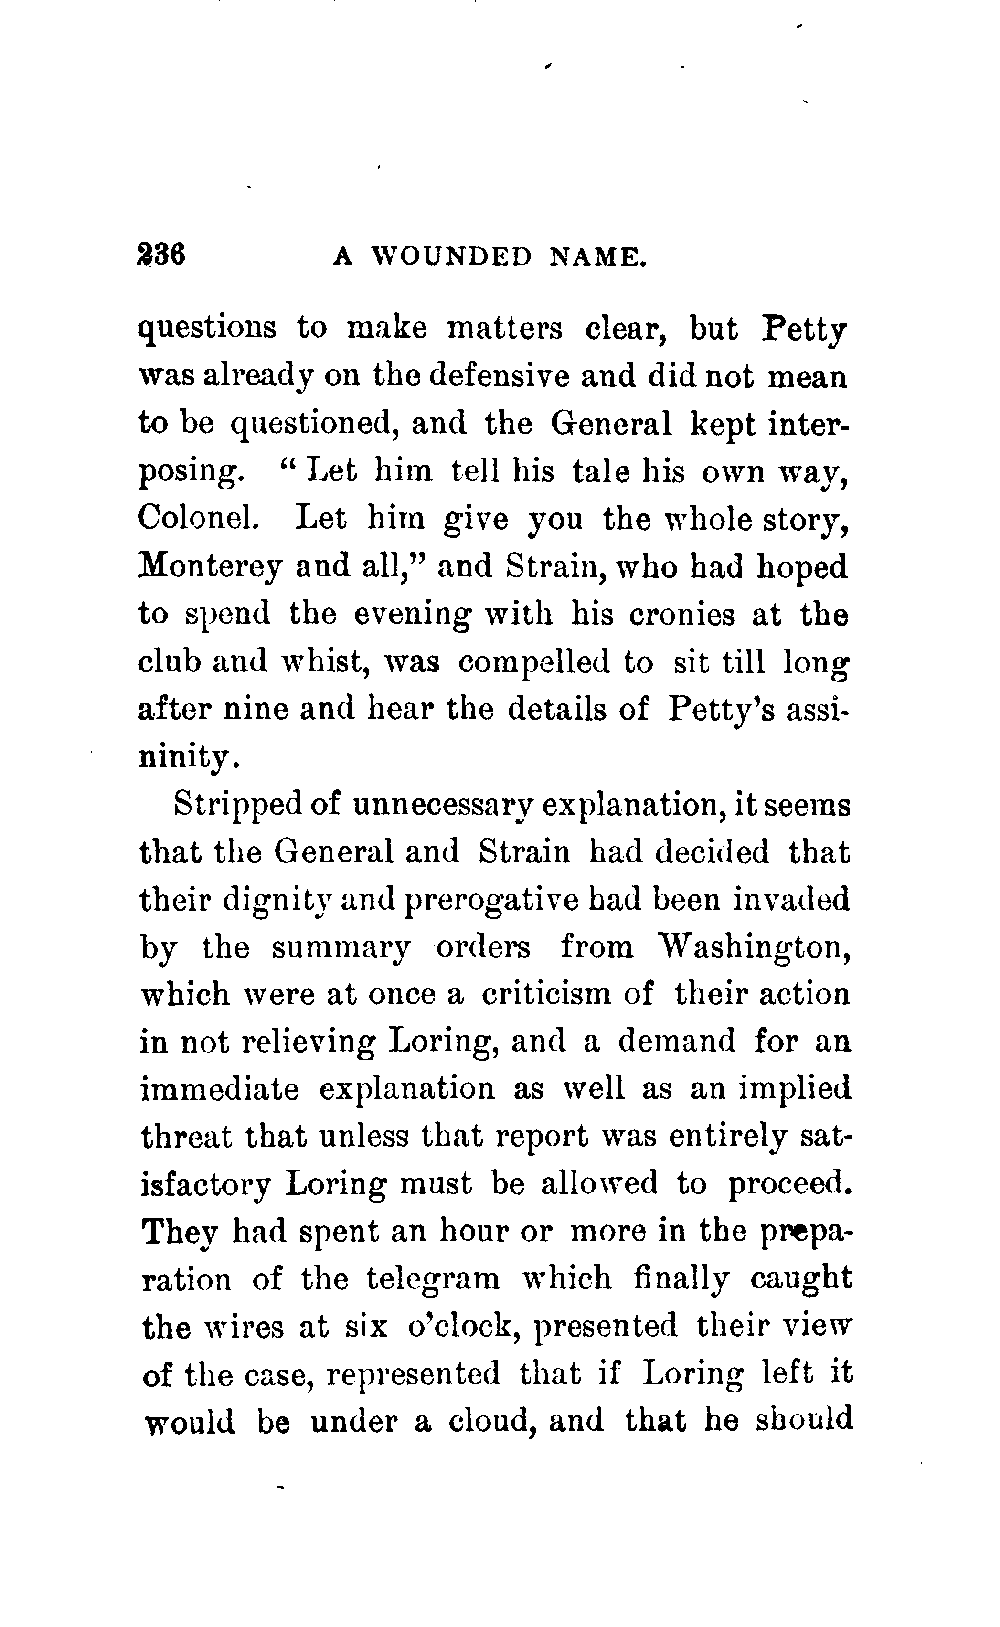 236 A WOUNDED NAME.
questions to make matters clear, but Petty
was already on the defensive and did not mean
to be questioned, and the General kept inter-
posing. “ Let him tell his tale his own way,
Colonel. Let him give you the whole story,
Monterey and all,” and Strain, who had hoped
to spend the evening with his cronies at the
club and whist, was compelled to sit till long
after nine and hear the details of Petty’s assi-
ninity.
Stripped of unnecessary explanation, it seems
that the General and Strain had decided that
their dignity and prerogative had been invaded
by the summary orders from Washington,
which were at once a criticism of their action
in not relieving Loring, and a demand for an
immediate explanation as well as an implied
threat that unless that report was entirely sat-
isfactory Loring must be allowed to proceed.
They had spent an hour or more in the prepa-
ration of the telegram which finally caught
the wires at six o’clock, presented their view
of the case, represented that if Loring left it
would be under a cloud, and that he should